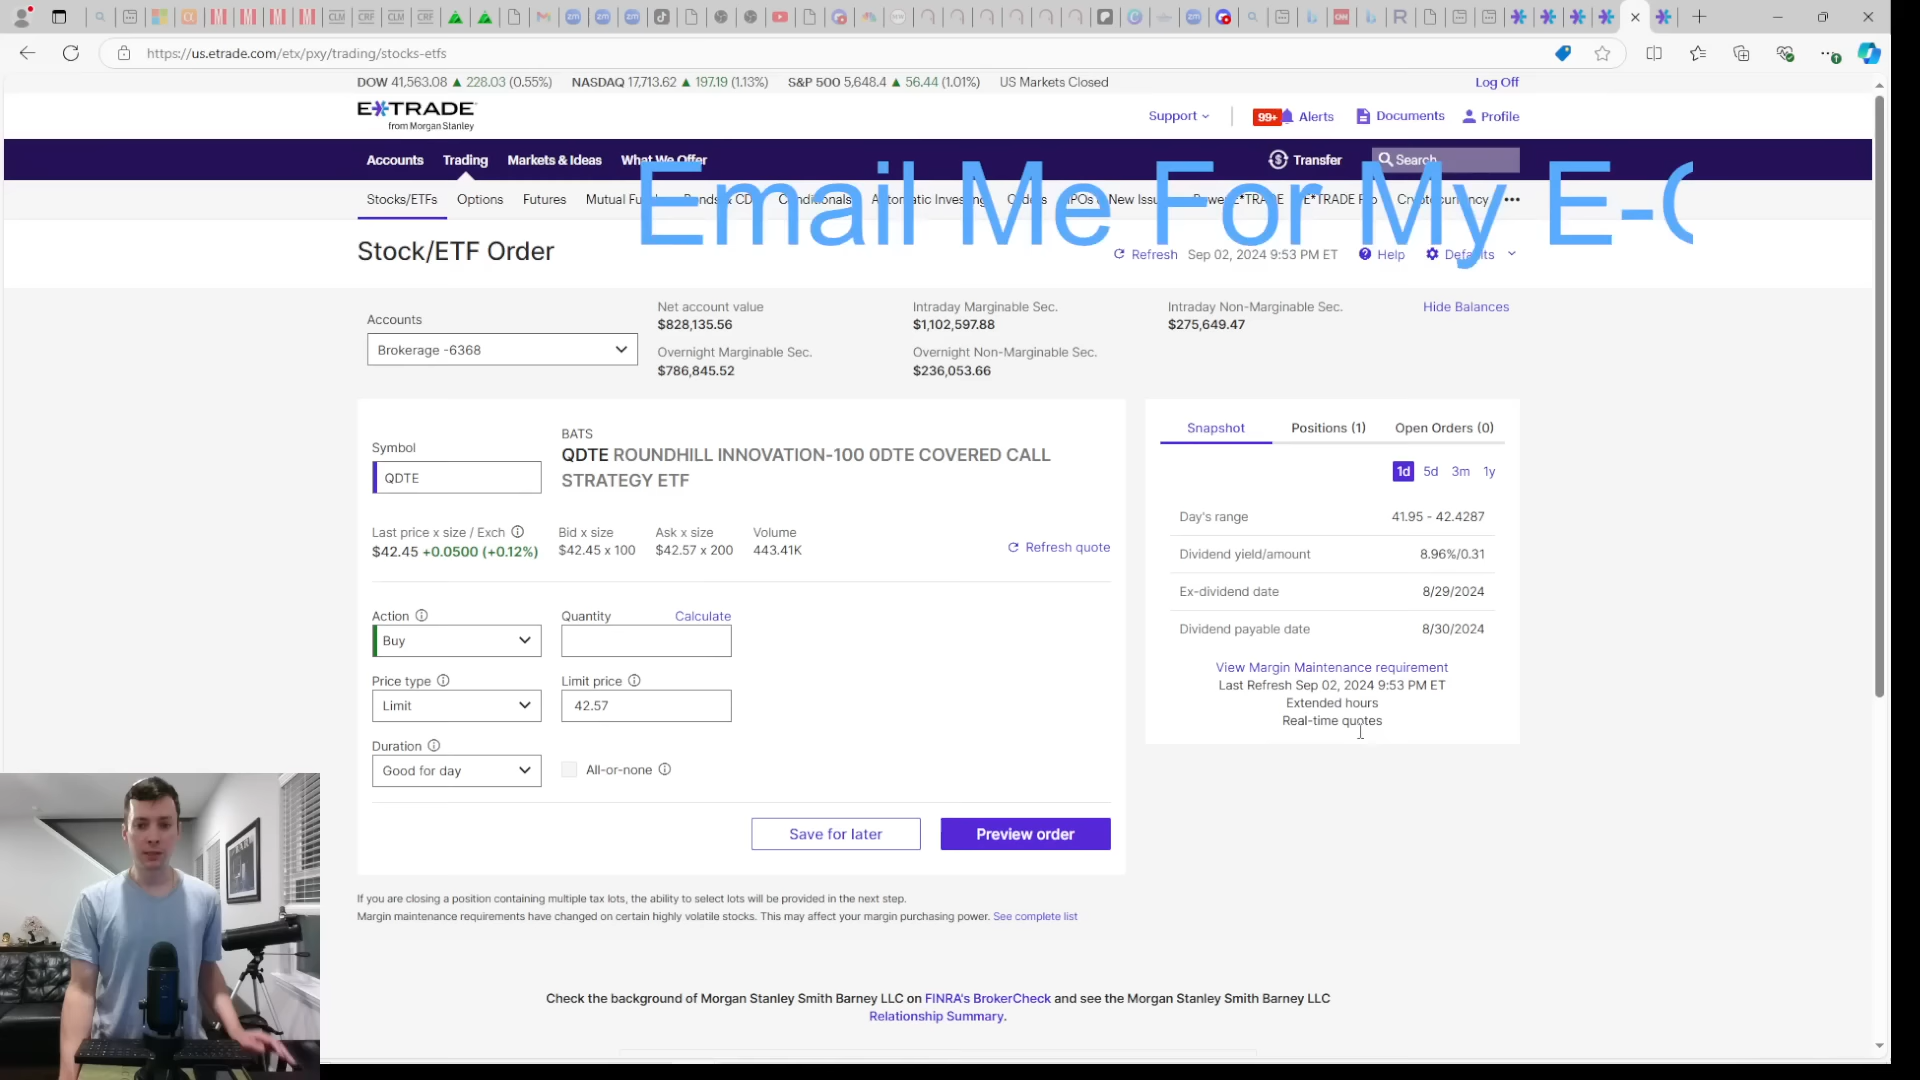 https://us.etrade.com/etx/pxy/trading/stocks-etfs
DOW 41,563.08 ▲ 228.03 (0.55%) NASDAQ 17,713.62 ▲ 197.19 (1.13%) S&P 500 5,648.4 ▲ 56.44 (1.01%) US Markets Closed Log Off
E*TRADE
from Morgan Stanley
Support 99+ Alerts Documents Profile
Accounts Trading Markets & Ideas What We Offer Transfer Search
Email Me For My E-
Stocks/ETFs Options Futures Mutual Bonds & CD Conditionals Automatic Investing Orders IPOs New Power E*TRADE E*TRADE Pro Cryptocurrency •••
Stock/ETF Order
Refresh Sep 02, 2024 9:53 PM ET Help Defaults
Accounts
Brokerage -6368
Net account value
$828,135.56
Intraday Marginable Sec.
$1,102,597.88
Intraday Non-Marginable Sec.
$275,649.47
Hide Balances
Overnight Marginable Sec.
$786,845.52
Overnight Non-Marginable Sec.
$236,053.66
Symbol
QDTE
BATS
QDTE ROUNDHILL INNOVATION-100 0DTE COVERED CALL
STRATEGY ETF
Last price x size / Exch
$42.45 +0.0500 (+0.12%)
Bid x size
$42.45 x 100
Ask x size
$42.57 x 200
Volume
443.41K
Refresh quote
Action
Buy
Quantity Calculate
Price type
Limit
Limit price
42.57
Duration
Good for day
All-or-none
Save for later Preview order
Snapshot Positions (1) Open Orders (0)
1d 5d 3m 1y
Day's range 41.95 - 42.4287
Dividend yield/amount 8.96%/0.31
Ex-dividend date 8/29/2024
Dividend payable date 8/30/2024
View Margin Maintenance requirement
Last Refresh Sep 02, 2024 9:53 PM ET
Extended hours
Real-time quotes
If you are closing a position containing multiple tax lots, the ability to select lots will be provided in the next step.
Margin maintenance requirements have changed on certain highly volatile stocks. This may affect your margin purchasing power. See complete list
Check the background of Morgan Stanley Smith Barney LLC on FINRA's BrokerCheck and see the Morgan Stanley Smith Barney LLC
Relationship Summary.